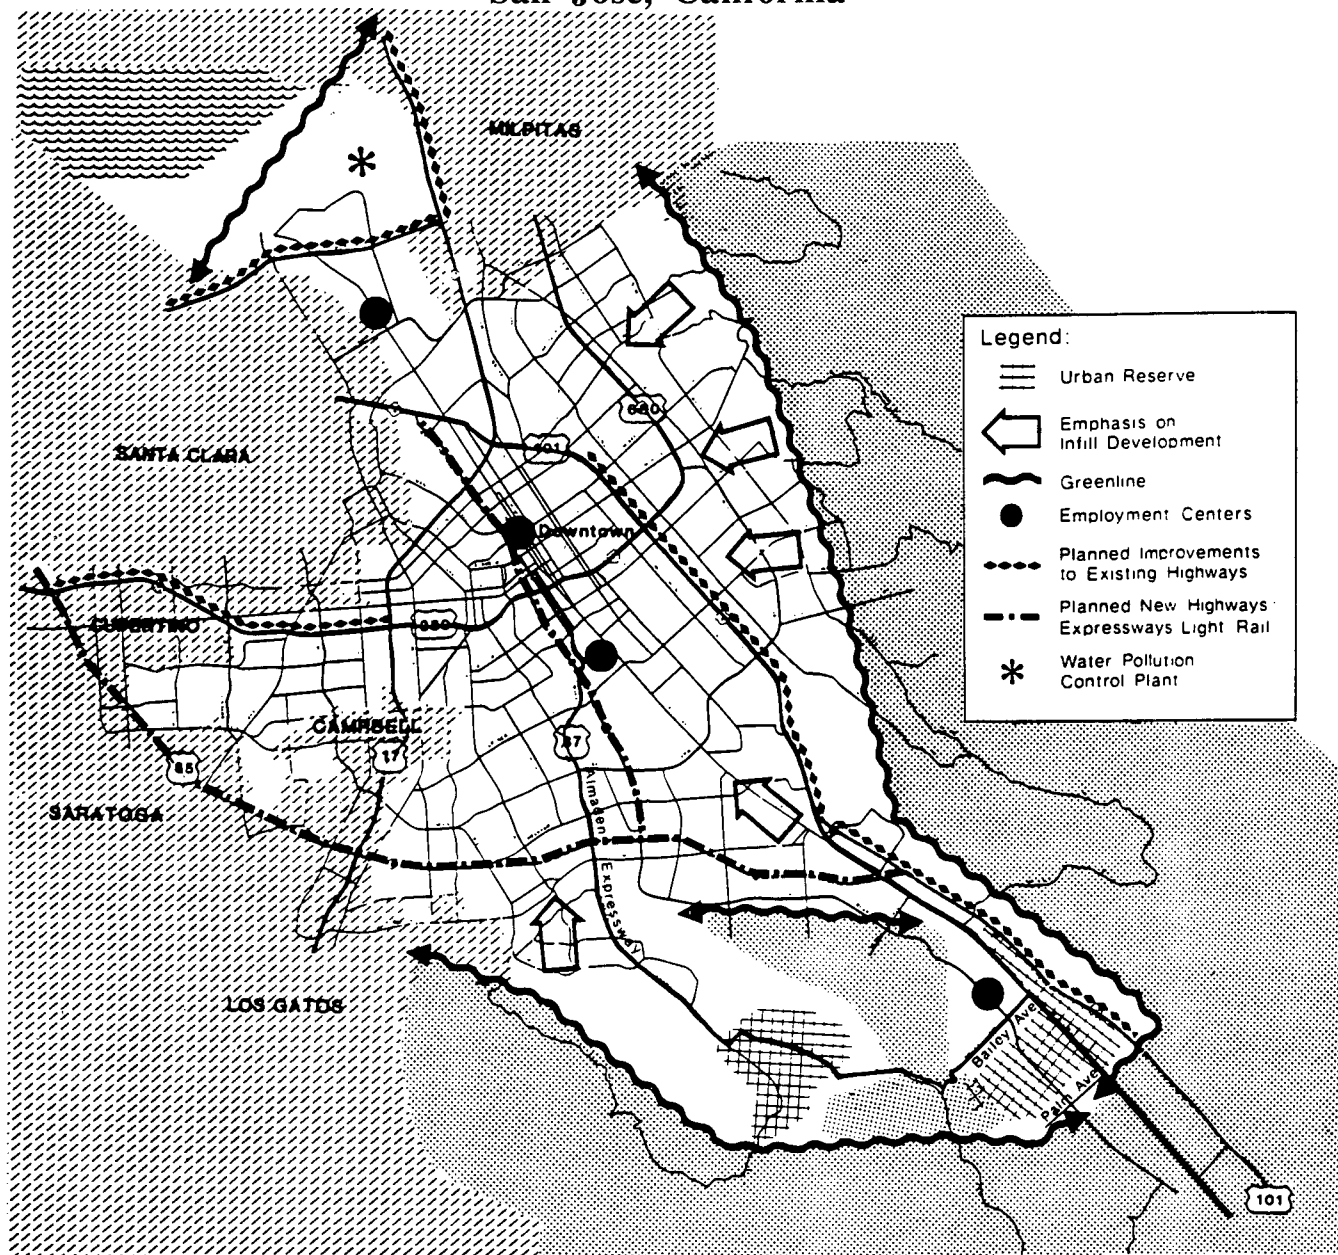 San Jose, California
MILPITAS
680
SANTA CLARA
101
Downtown
CUPERTINO
280
CAMPBELL
17
87
85
SARATOGA
Almaden Expressway
LOS GATOS
Bailey Ave
Palm Ave
101
Legend:
Urban Reserve
Emphasis on
Infill Development
Greenline
Employment Centers
Planned Improvements
to Existing Highways
Planned New Highways
Expressways Light Rail
Water Pollution
Control Plant